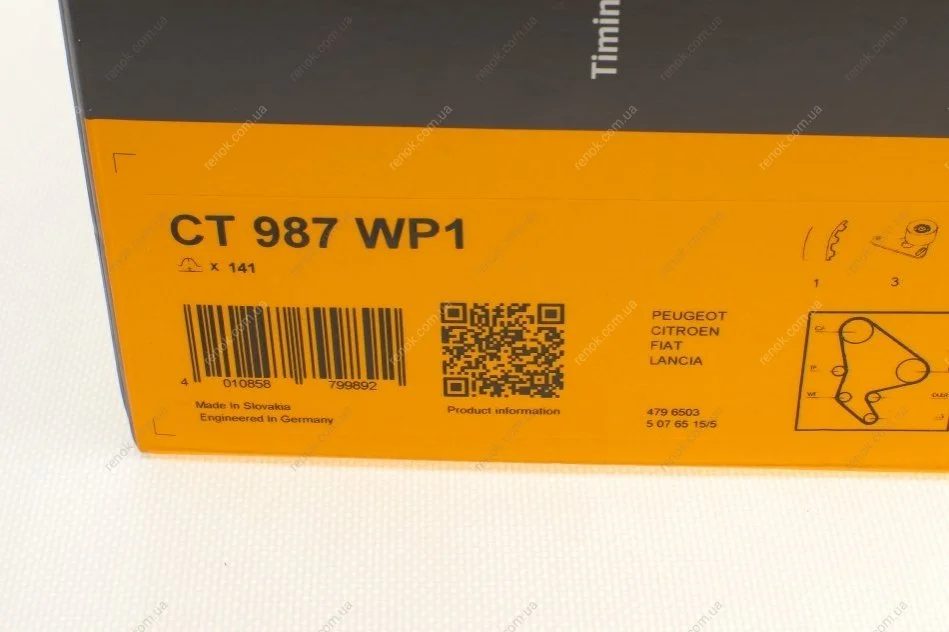 Timin
CT 987 WP1
x 141
1
3
4 010858 799892
Made In Slovakia
Engineered In Germany
Product information
PEUGEOT
CITROEN
FIAT
LANCIA
479 6503
5 07 65 15/5
renok.com.ua